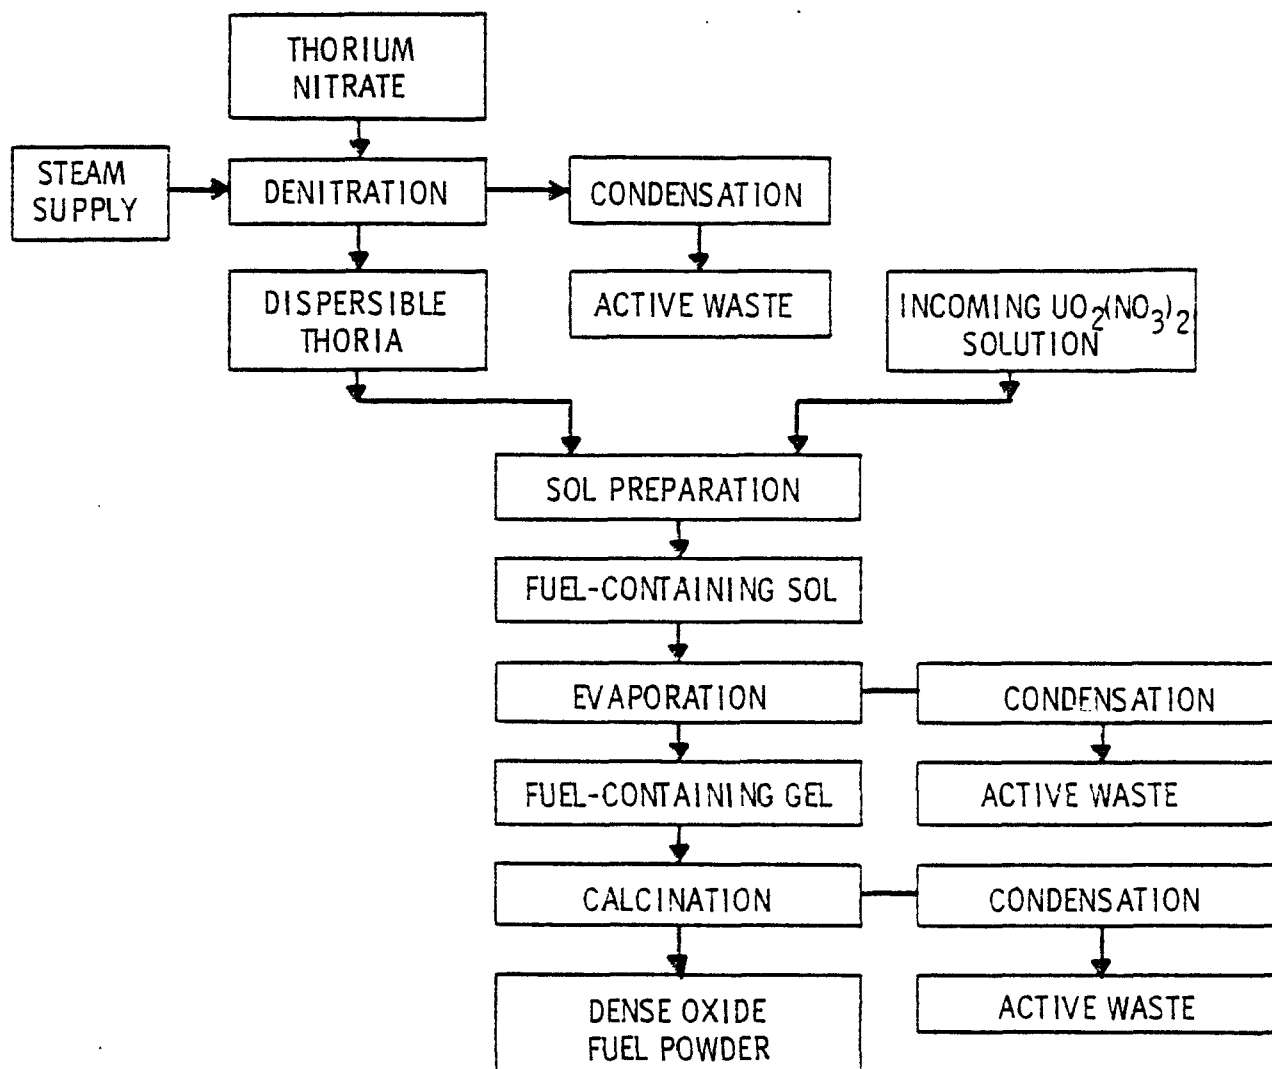 THORIUM
NITRATE
STEAM
SUPPLY
DENITRATION
CONDENSATION
DISPERSIBLE
THORIA
ACTIVE WASTE
INCOMING UO₂(NO₃)₂
SOLUTION
SOL PREPARATION
FUEL-CONTAINING SOL
EVAPORATION
CONDENSATION
FUEL-CONTAINING GEL
ACTIVE WASTE
CALCINATION
CONDENSATION
DENSE OXIDE
FUEL POWDER
ACTIVE WASTE